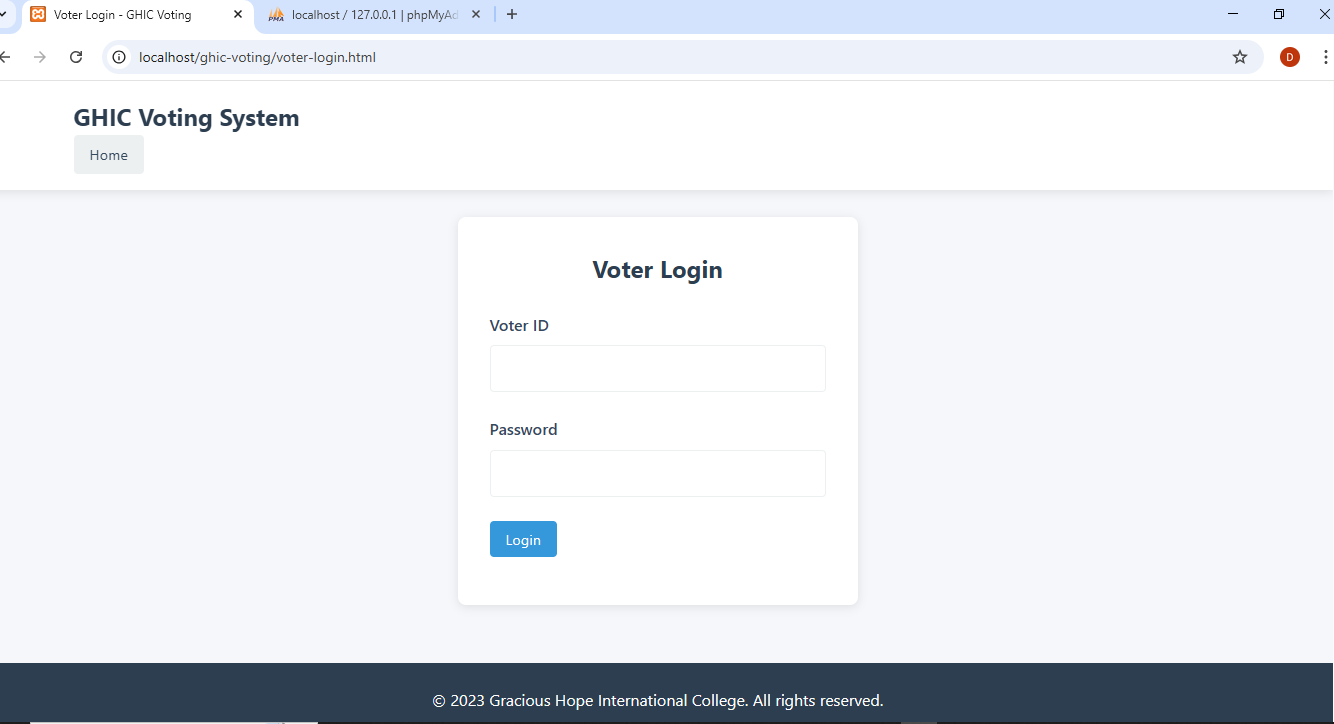 Voter Login - GHIC Voting
localhost / 127.0.0.1 | phpMyAd
localhost/ghic-voting/voter-login.html
D
GHIC Voting System
Home
Voter Login
Voter ID
Password
Login
© 2023 Gracious Hope International College. All rights reserved.